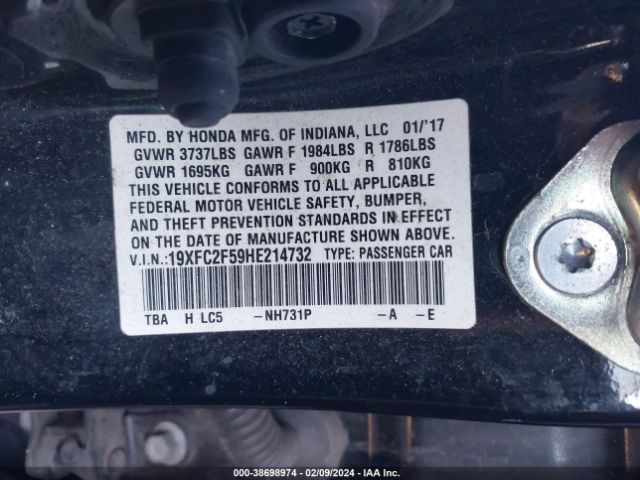 MFD. BY HONDA MFG. OF INDIANA, LLC 01/'17
GVWR 3737LBS GAWR F 1984LBS R 1786LBS
GVWR 1695KG GAWR F 900KG R 810KG
THIS VEHICLE CONFORMS TO ALL APPLICABLE
FEDERAL MOTOR VEHICLE SAFETY, BUMPER,
AND THEFT PREVENTION STANDARDS IN EFFECT
ON THE DATE OF MANUFACTURE SHOWN ABOVE.
V.I.N.:19XFC2F59HE214732 TYPE: PASSENGER CAR
TBA H LC5 -NH731P -A -E
000-38698974 - 02/09/2024 - IAA Inc.